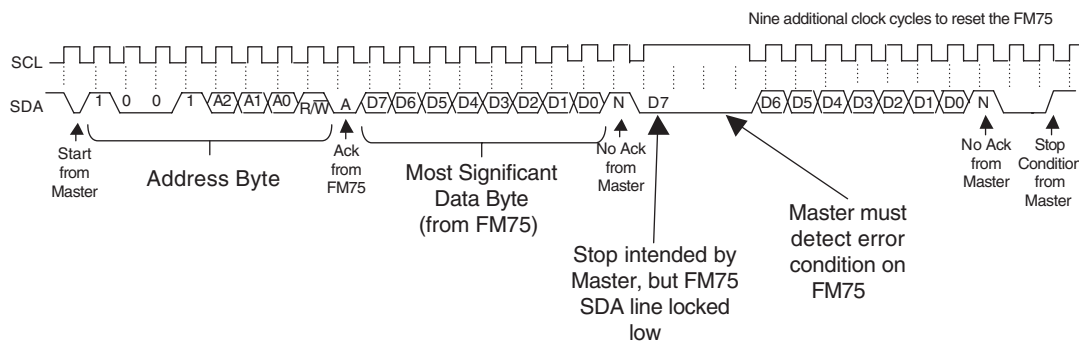 Nine additional clock cycles to reset the FM75
SCL
SDA
1 0 0 1 A2 A1 A0 R/W A D7 D6 D5 D4 D3 D2 D1 D0 N D7 D6 D5 D4 D3 D2 D1 D0 N
Start
from
Master
Address Byte
Ack
from
FM75
Most Significant
Data Byte
(from FM75)
No Ack
from
Master
Stop intended by
Master, but FM75
SDA line locked
low
Master must
detect error
condition on
FM75
No Ack
from
Master
Stop
Condition
from
Master